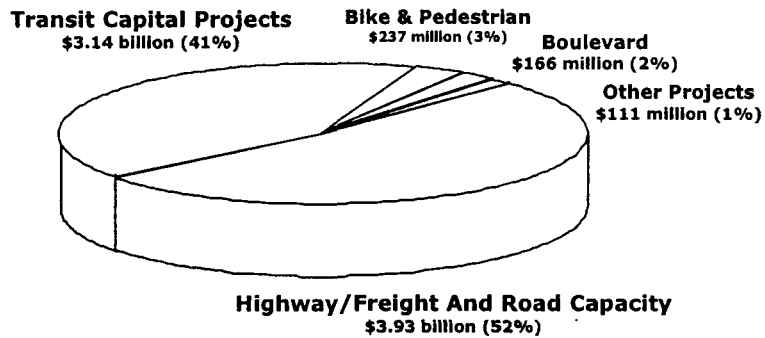 Transit Capital Projects
$3.14 billion (41%)
Bike & Pedestrian
$237 million (3%)
Boulevard
$166 million (2%)
Other Projects
$111 million (1%)
Highway/Freight And Road Capacity
$3.93 billion (52%)